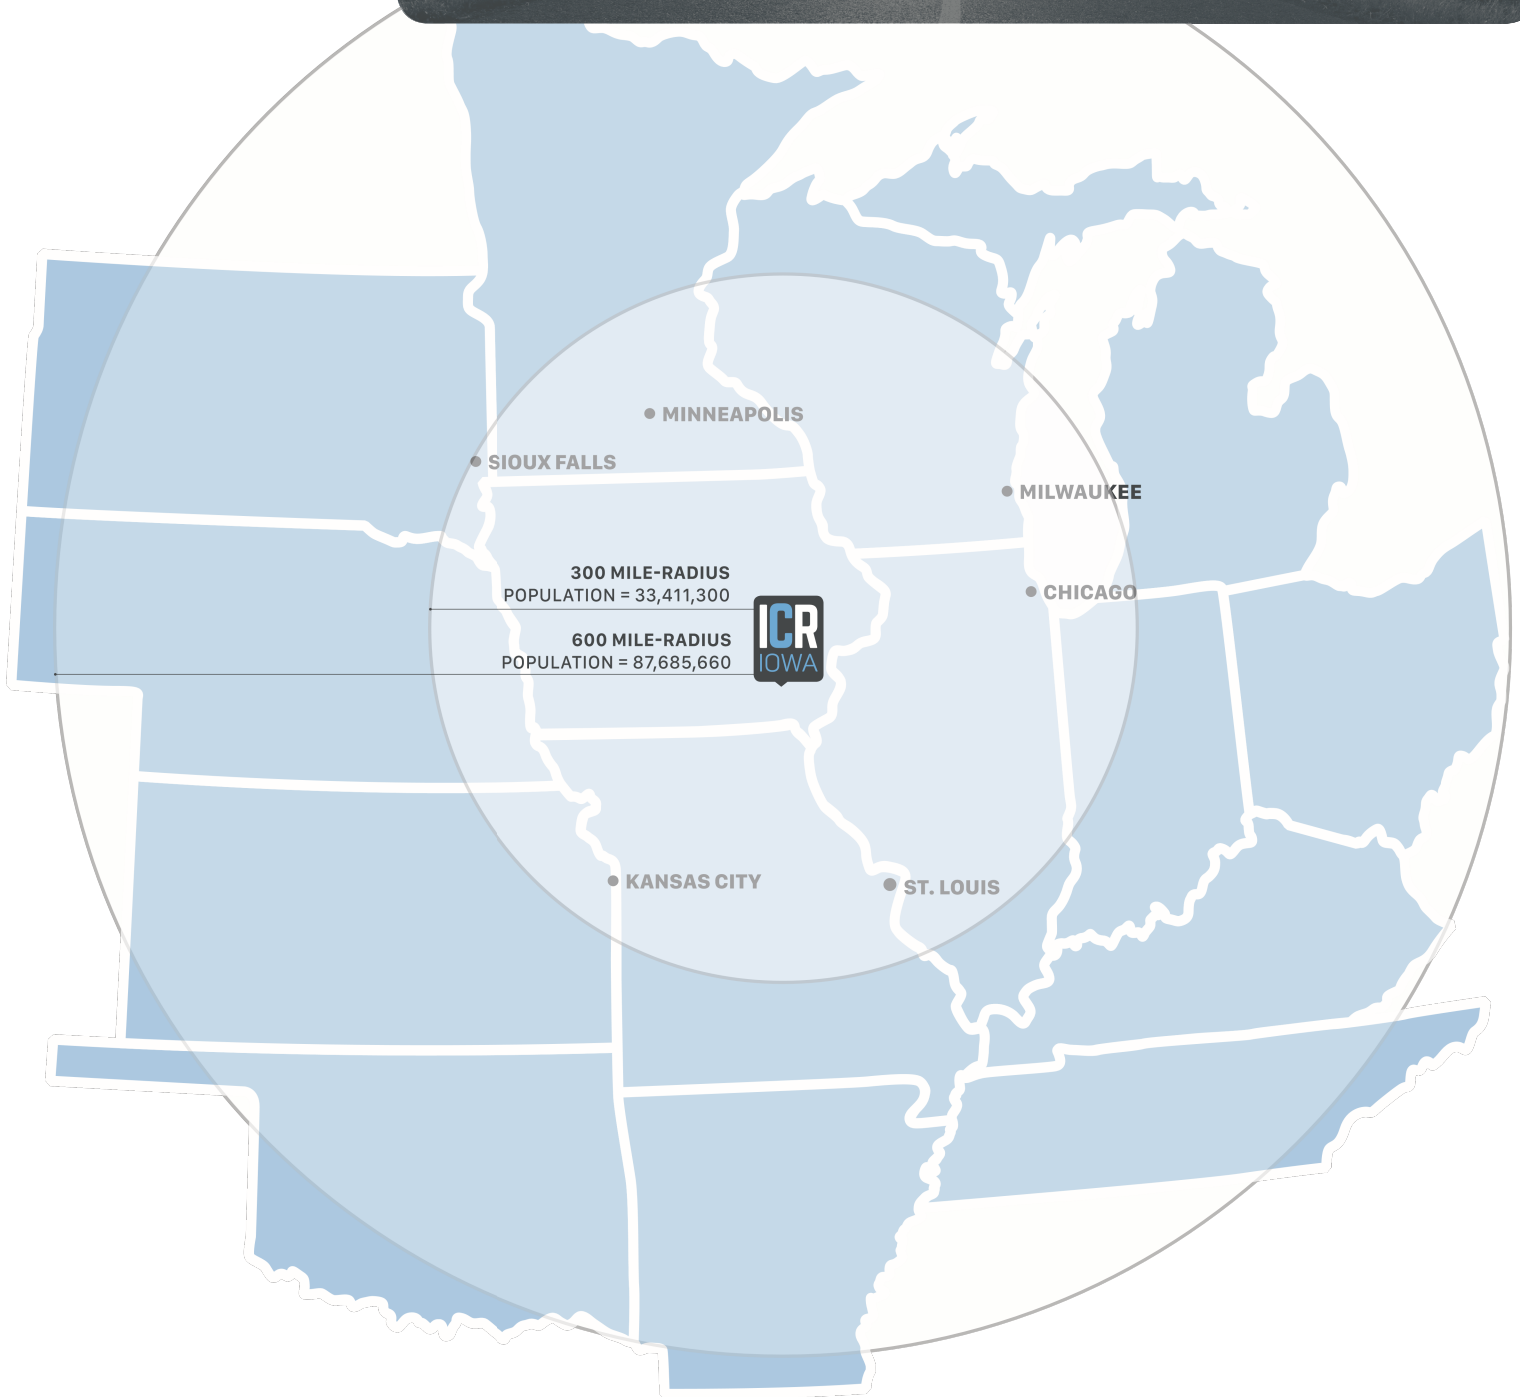 MINNEAPOLIS
SIOUX FALLS
MILWAUKEE
300 MILE-RADIUS
POPULATION = 33,411,300
CHICAGO
600 MILE-RADIUS
POPULATION = 87,685,660
ICR
IOWA
KANSAS CITY
ST. LOUIS